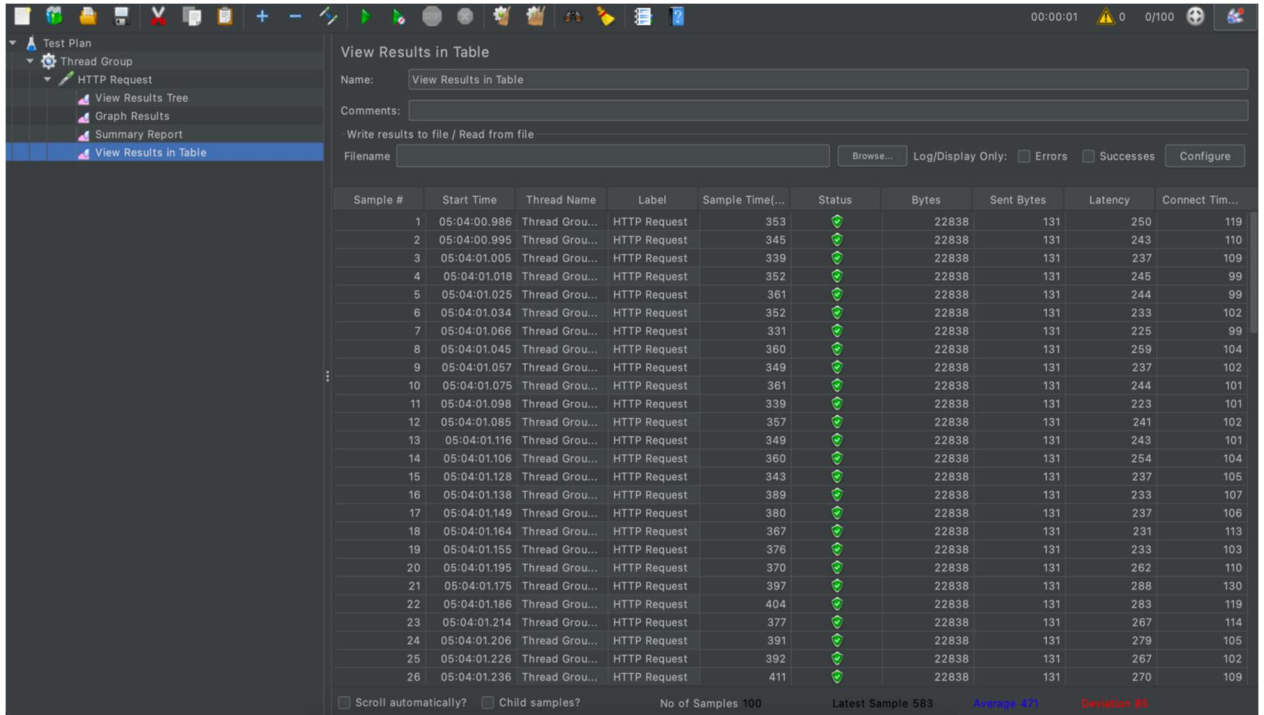 00:00:01 0 0/100
Test Plan
Thread Group
HTTP Request
View Results Tree
Graph Results
Summary Report
View Results in Table
View Results in Table
Name: View Results in Table
Comments:
Write results to file / Read from file
Filename Browse... Log/Display Only: Errors Successes Configure
Sample # Start Time Thread Name Label Sample Time(... Status Bytes Sent Bytes Latency Connect Tim...
1 05:04:00.986 Thread Grou... HTTP Request 353 22838 131 250 119
2 05:04:00.995 Thread Grou... HTTP Request 345 22838 131 243 110
3 05:04:01.005 Thread Grou... HTTP Request 339 22838 131 237 109
4 05:04:01.018 Thread Grou... HTTP Request 352 22838 131 245 99
5 05:04:01.025 Thread Grou... HTTP Request 361 22838 131 244 99
6 05:04:01.034 Thread Grou... HTTP Request 352 22838 131 233 102
7 05:04:01.066 Thread Grou... HTTP Request 331 22838 131 225 99
8 05:04:01.045 Thread Grou... HTTP Request 360 22838 131 259 104
9 05:04:01.057 Thread Grou... HTTP Request 349 22838 131 237 102
10 05:04:01.075 Thread Grou... HTTP Request 361 22838 131 244 101
11 05:04:01.098 Thread Grou... HTTP Request 339 22838 131 223 101
12 05:04:01.085 Thread Grou... HTTP Request 357 22838 131 241 102
13 05:04:01.116 Thread Grou... HTTP Request 349 22838 131 243 101
14 05:04:01.106 Thread Grou... HTTP Request 360 22838 131 254 104
15 05:04:01.128 Thread Grou... HTTP Request 343 22838 131 237 105
16 05:04:01.138 Thread Grou... HTTP Request 389 22838 131 233 107
17 05:04:01.149 Thread Grou... HTTP Request 380 22838 131 237 106
18 05:04:01.164 Thread Grou... HTTP Request 367 22838 131 231 113
19 05:04:01.155 Thread Grou... HTTP Request 376 22838 131 233 103
20 05:04:01.195 Thread Grou... HTTP Request 370 22838 131 262 110
21 05:04:01.175 Thread Grou... HTTP Request 397 22838 131 288 130
22 05:04:01.186 Thread Grou... HTTP Request 404 22838 131 283 119
23 05:04:01.214 Thread Grou... HTTP Request 377 22838 131 267 114
24 05:04:01.206 Thread Grou... HTTP Request 391 22838 131 279 105
25 05:04:01.226 Thread Grou... HTTP Request 392 22838 131 267 102
26 05:04:01.236 Thread Grou... HTTP Request 411 22838 131 270 109
Scroll automatically? Child samples? No of Samples 100 Latest Sample 583 Average 471 Deviation 85